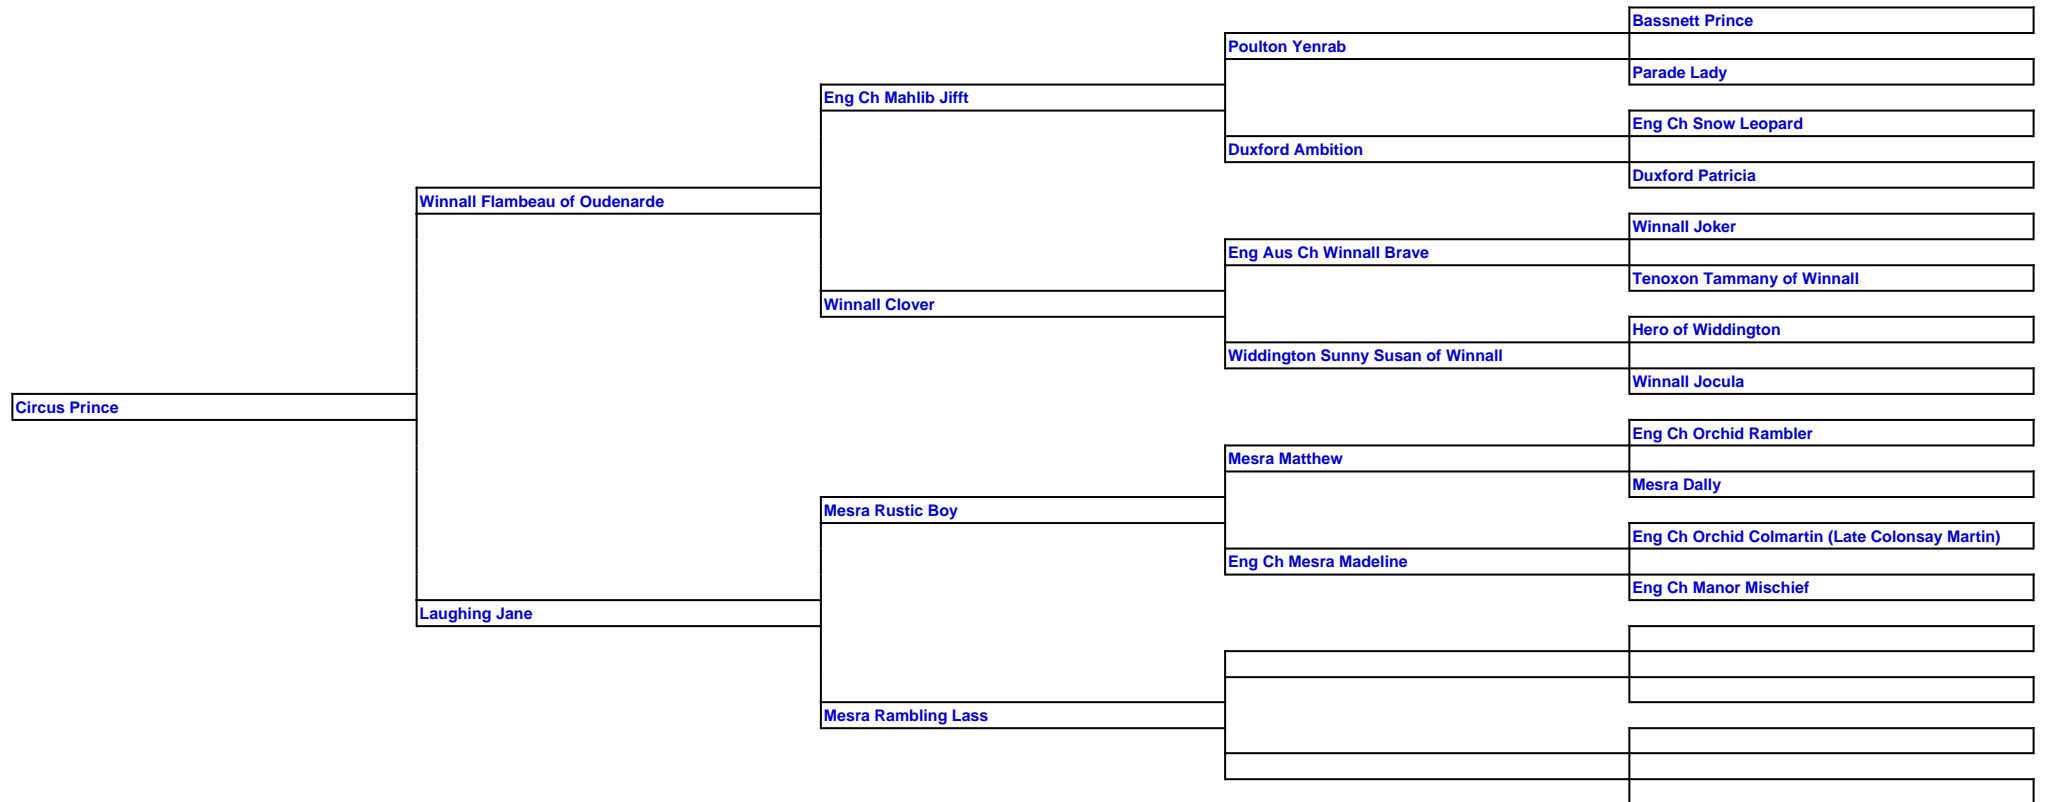 Bassnett Prince
Poulton Yenrab
Parade Lady
Eng Ch Mahlib Jifft
Eng Ch Snow Leopard
Duxford Ambition
Duxford Patricia
Winnall Flambeau of Oudenarde
Winnall Joker
Eng Aus Ch Winnall Brave
Tenoxon Tammany of Winnall
Winnall Clover
Hero of Widdington
Widdington Sunny Susan of Winnall
Winnall Jocula
Circus Prince
Eng Ch Orchid Rambler
Mesra Matthew
Mesra Dally
Mesra Rustic Boy
Eng Ch Orchid Colmartin (Late Colonsay Martin)
Eng Ch Mesra Madeline
Eng Ch Manor Mischief
Laughing Jane
Mesra Rambling Lass